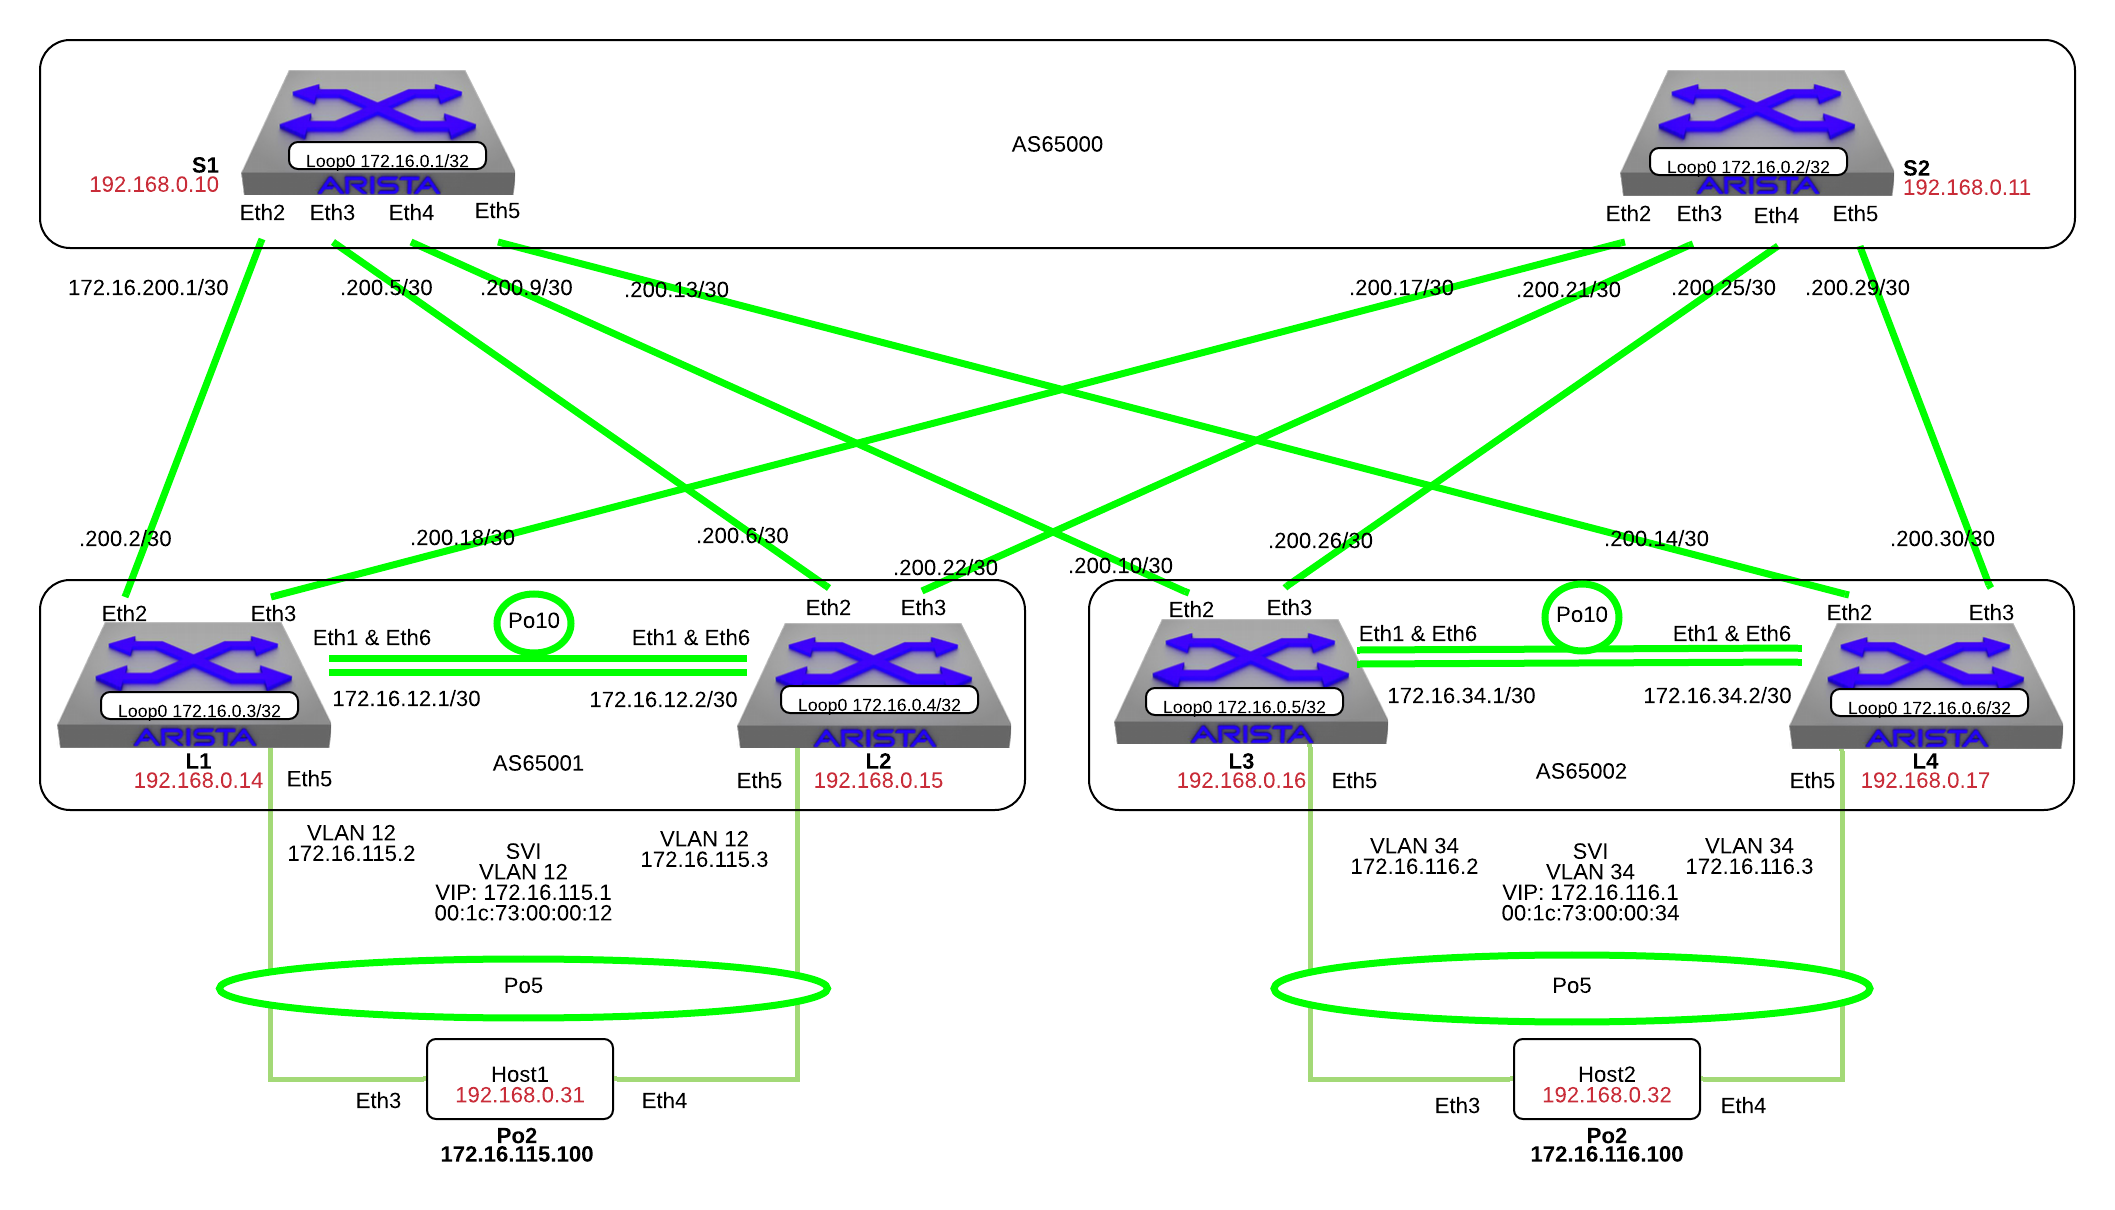 AS65000
Loop0 172.16.0.1/32
ARISTA
S1
192.168.0.10
Loop0 172.16.0.2/32
ARISTA
S2
192.168.0.11
Eth2 Eth3 Eth4 Eth5
Eth2 Eth3 Eth4 Eth5
172.16.200.1/30 .200.5/30 .200.9/30 .200.13/30
.200.17/30 .200.21/30 .200.25/30 .200.29/30
.200.2/30 .200.18/30 .200.6/30 .200.22/30
.200.10/30 .200.26/30 .200.14/30 .200.30/30
Eth2 Eth3
Eth1 & Eth6
Po10
Eth1 & Eth6
Eth2 Eth3
Loop0 172.16.0.3/32
ARISTA
172.16.12.1/30
172.16.12.2/30
Loop0 172.16.0.4/32
ARISTA
L1
192.168.0.14
Eth5
AS65001
Eth5
L2
192.168.0.15
Eth2 Eth3
Eth1 & Eth6
Po10
Eth1 & Eth6
Eth2 Eth3
Loop0 172.16.0.5/32
ARISTA
172.16.34.1/30
172.16.34.2/30
Loop0 172.16.0.6/32
ARISTA
L3
192.168.0.16
Eth5
AS65002
Eth5
L4
192.168.0.17
VLAN 12
172.16.115.2
SVI
VLAN 12
VIP: 172.16.115.1
00:1c:73:00:00:12
VLAN 12
172.16.115.3
VLAN 34
172.16.116.2
SVI
VLAN 34
VIP: 172.16.116.1
00:1c:73:00:00:34
VLAN 34
172.16.116.3
Po5
Po5
Host1
192.168.0.31
Eth3
Eth4
Po2
172.16.115.100
Host2
192.168.0.32
Eth3
Eth4
Po2
172.16.116.100